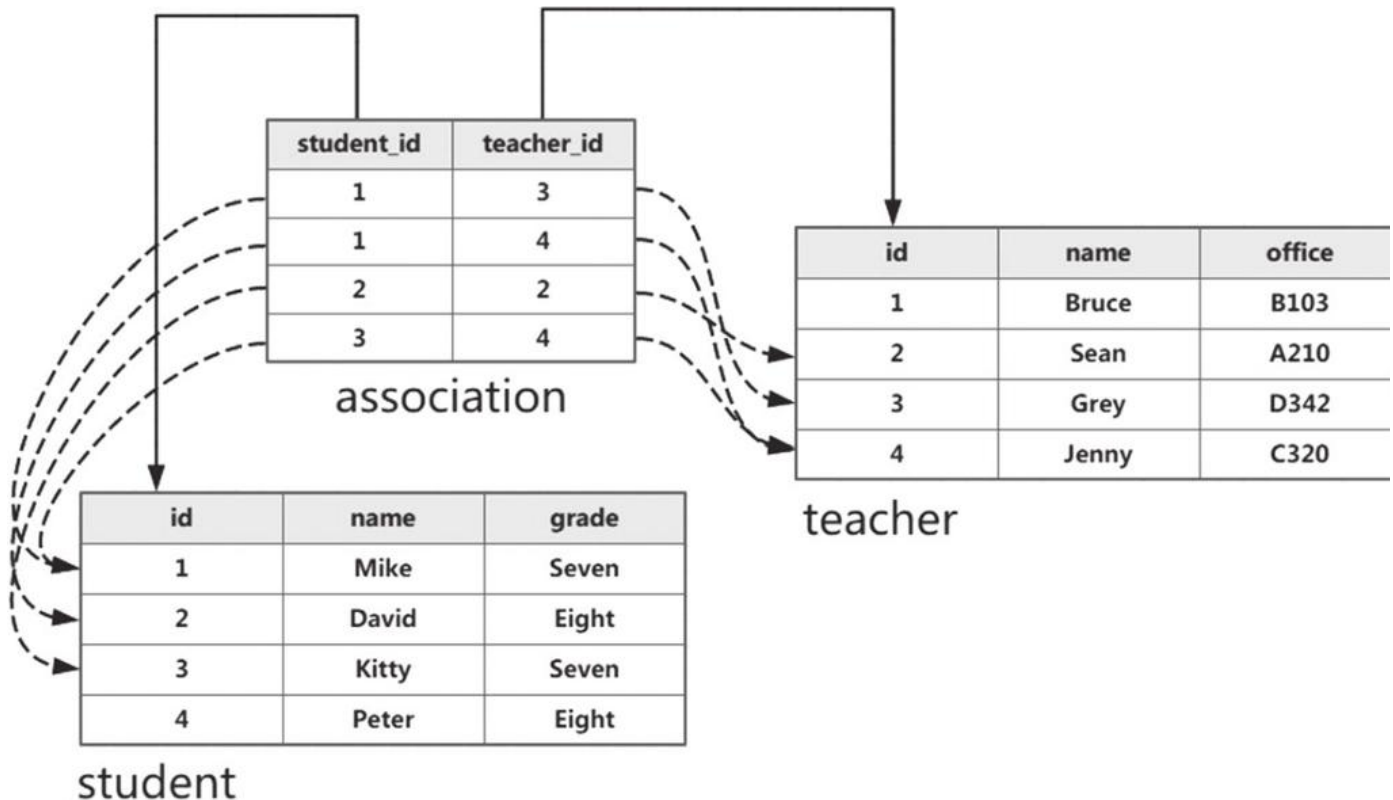 student_id teacher_id
1 3
1 4
2 2
3 4
association
id name office
1 Bruce B103
2 Sean A210
3 Grey D342
4 Jenny C320
teacher
id name grade
1 Mike Seven
2 David Eight
3 Kitty Seven
4 Peter Eight
student